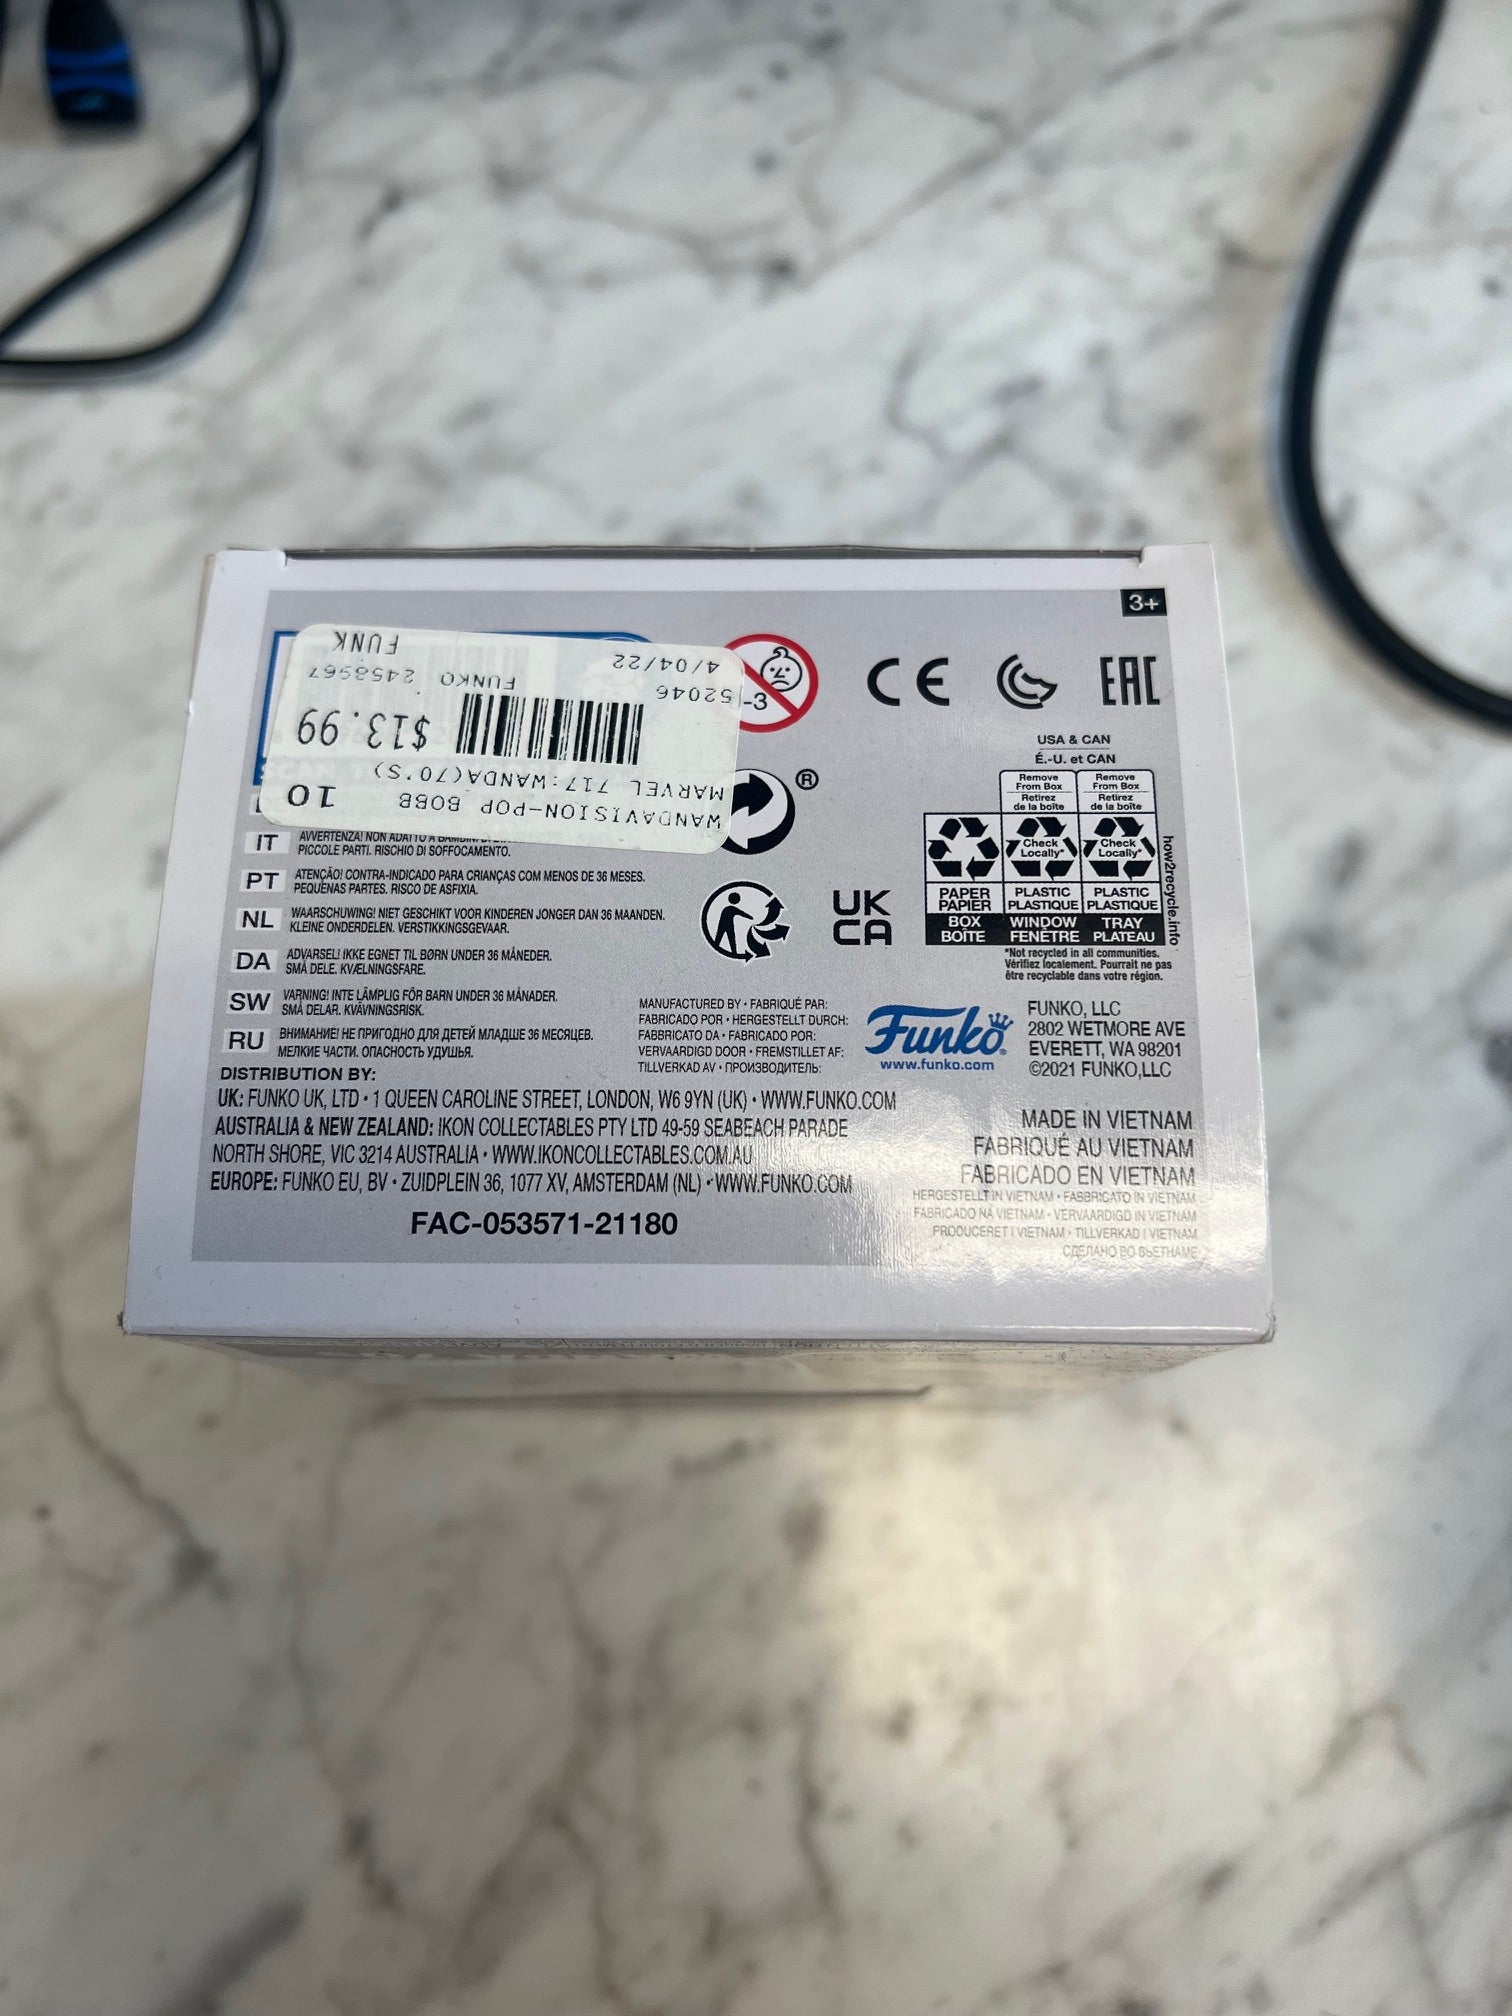 3+
FUNK
4/04/22
FUNKO 2458967
52046
$13.99
WANDAVISION-POP BOBB
MARVEL 717:WANDA(70'S)
10
-3
CE
EAC
®
USA & CAN
É.-U. et CAN
Remove From Box
Retirez de la boîte
Remove From Box
Retirez de la boîte
Check Locally*
Check Locally*
PAPER PAPIER
PLASTIC PLASTIQUE
PLASTIC PLASTIQUE
BOX BOÎTE
WINDOW FENÊTRE
TRAY PLATEAU
how2recycle.info
*Not recycled in all communities.
Vérifiez localement. Pourrait ne pas
être recyclable dans votre région.
UK
CA
IT
PICCOLE PARTI. RISCHIO DI SOFFOCAMENTO.
PT ATENÇÃO! CONTRA-INDICADO PARA CRIANÇAS COM MENOS DE 36 MESES.
PEQUENAS PARTES. RISCO DE ASFIXIA.
NL WAARSCHUWING! NIET GESCHIKT VOOR KINDEREN JONGER DAN 36 MAANDEN.
KLEINE ONDERDELEN. VERSTIKKINGSGEVAAR.
DA ADVARSEL! IKKE EGNET TIL BØRN UNDER 36 MÅNEDER.
SMÅ DELE. KVÆLNINGSFARE.
SW VARNING! INTE LÄMPLIG FÖR BARN UNDER 36 MÅNADER.
SMÅ DELAR. KVÄVNINGSRISK.
RU ВНИМАНИЕ! НЕ ПРИГОДНО ДЛЯ ДЕТЕЙ МЛАДШЕ 36 МЕСЯЦЕВ.
МЕЛКИЕ ЧАСТИ. ОПАСНОСТЬ УДУШЬЯ.
MANUFACTURED BY • FABRIQUÉ PAR:
FABRICADO POR • HERGESTELLT DURCH:
FABBRICATO DA • FABRICADO POR:
VERVAARDIGD DOOR • FREMSTILLET AF:
TILLVERKAD AV • ПРОИЗВОДИТЕЛЬ:
Funko
www.funko.com
FUNKO, LLC
2802 WETMORE AVE
EVERETT, WA 98201
©2021 FUNKO,LLC
DISTRIBUTION BY:
UK: FUNKO UK, LTD • 1 QUEEN CAROLINE STREET, LONDON, W6 9YN (UK) • WWW.FUNKO.COM
AUSTRALIA & NEW ZEALAND: IKON COLLECTABLES PTY LTD 49-59 SEABEACH PARADE
NORTH SHORE, VIC 3214 AUSTRALIA • WWW.IKONCOLLECTABLES.COM.AU
EUROPE: FUNKO EU, BV • ZUIDPLEIN 36, 1077 XV, AMSTERDAM (NL) • WWW.FUNKO.COM
FAC-053571-21180
MADE IN VIETNAM
FABRIQUÉ AU VIETNAM
FABRICADO EN VIETNAM
HERGESTELLT IN VIETNAM • FABBRICATO IN VIETNAM
FABRICADO NA VIETNAM • VERVAARDIGD IN VIETNAM
PRODUCERET I VIETNAM • TILLVERKAD I VIETNAM
СДЕЛАНО ВО ВЬЕТНАМЕ